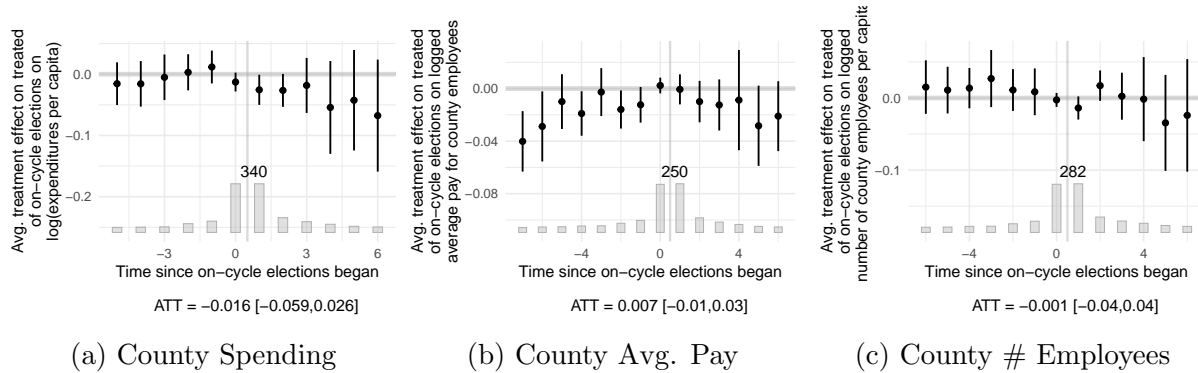 Avg. treatment effect on treated
of on−cycle elections on
log(expenditures per capita)
0.0
−0.1
−0.2
340
−3
0
3
6
Time since on−cycle elections began
ATT = −0.016 [−0.059,0.026]
(a) County Spending
Avg. treatment effect on treated
of on−cycle elections on logged
average pay for county employees
0.00
−0.04
−0.08
250
−4
0
4
Time since on−cycle elections began
ATT = 0.007 [−0.01,0.03]
(b) County Avg. Pay
Avg. treatment effect on treated
of on−cycle elections on logged
number of county employees per capita
0.0
−0.1
282
−4
0
4
Time since on−cycle elections began
ATT = −0.001 [−0.04,0.04]
(c) County # Employees